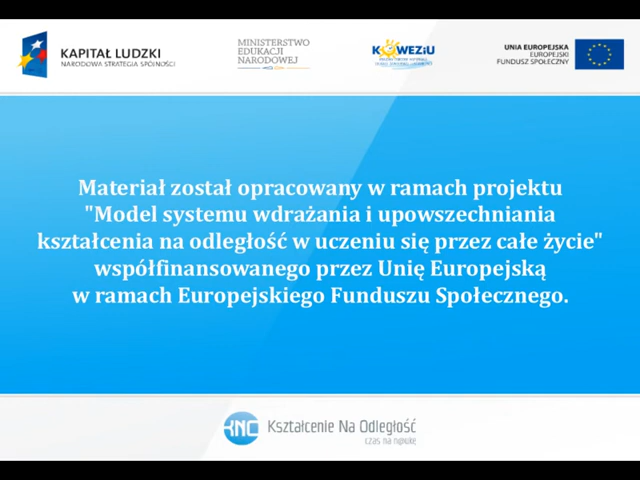 KAPITAŁ LUDZKI
NARODOWA STRATEGIA SPÓJNOŚCI
MINISTERSTWO
EDUKACJI
NARODOWEJ
KOWEZiU
UNIA EUROPEJSKA
EUROPEJSKI
FUNDUSZ SPOŁECZNY
Materiał został opracowany w ramach projektu
"Model systemu wdrażania i upowszechniania
kształcenia na odległość w uczeniu się przez całe życie"
współfinansowanego przez Unię Europejską
w ramach Europejskiego Funduszu Społecznego.
KNO Kształcenie Na Odległość
czas na naukę